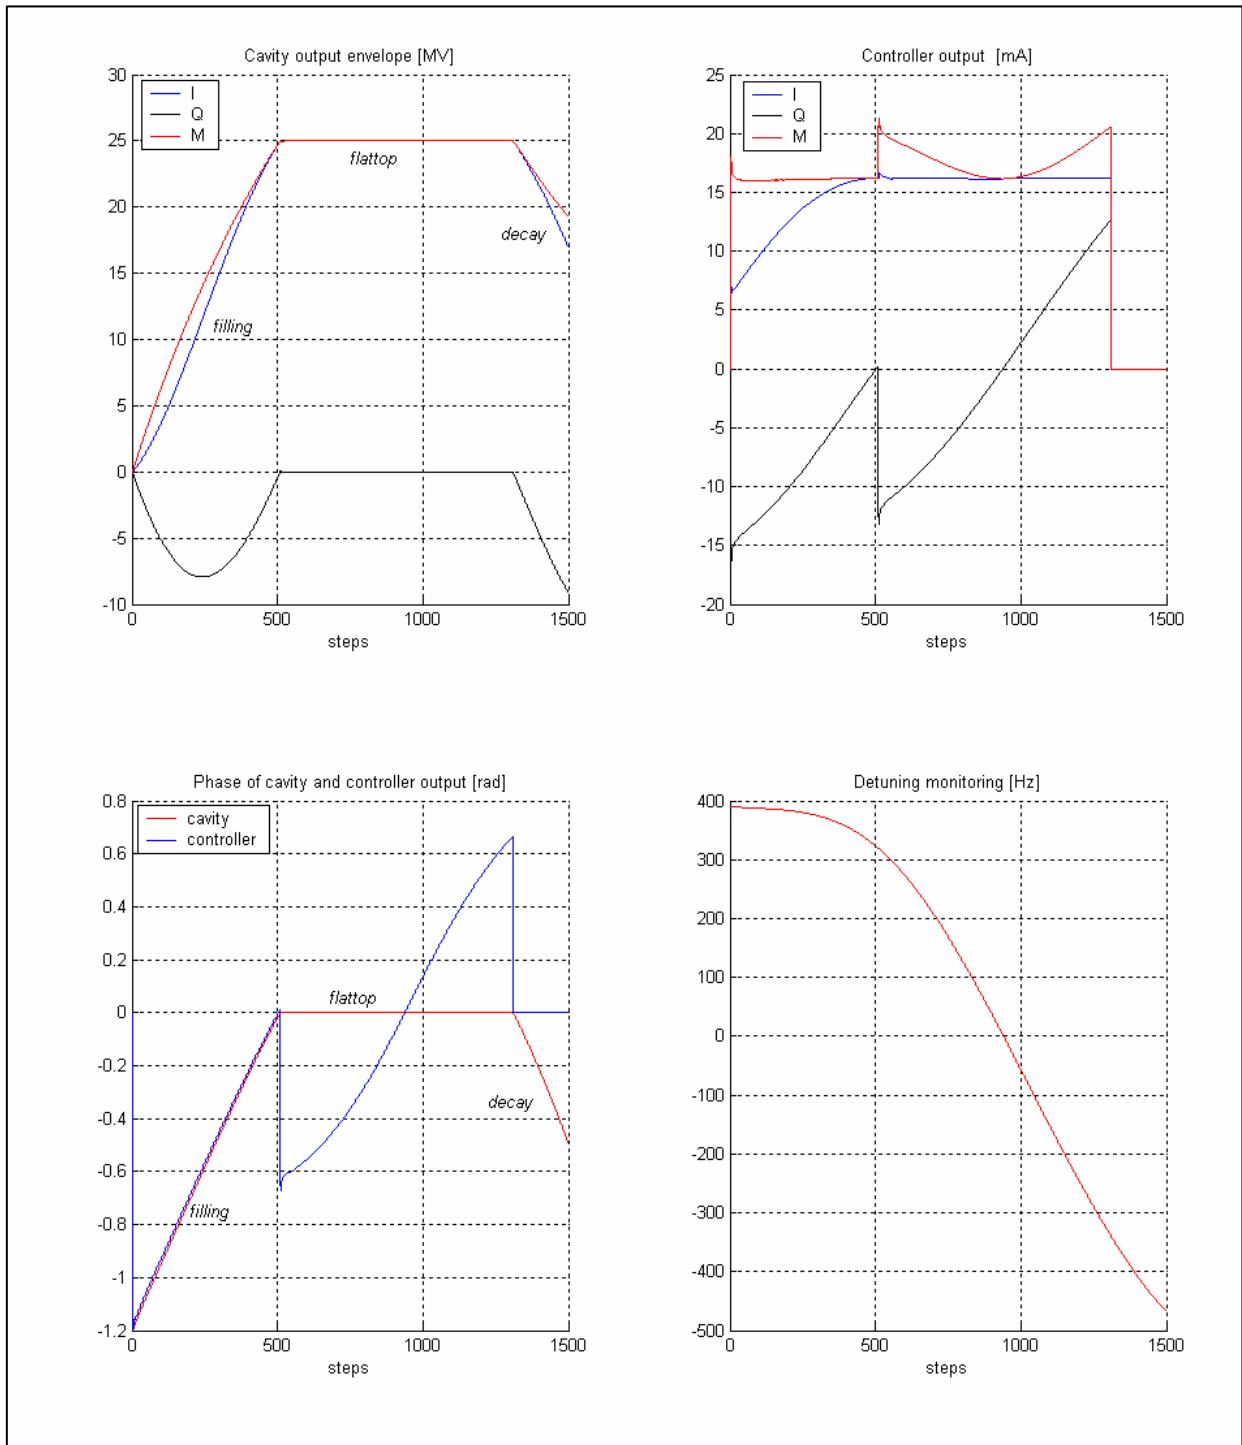 Cavity output envelope [MV]
30
25
20
15
10
5
0
-5
-10
I
Q
M
flattop
decay
filling
0
500
1000
1500
steps
Controller output [mA]
25
20
15
10
5
0
-5
-10
-15
-20
I
Q
M
0
500
1000
1500
steps
Phase of cavity and controller output [rad]
0.8
0.6
0.4
0.2
0
-0.2
-0.4
-0.6
-0.8
-1
-1.2
cavity
controller
flattop
decay
filling
0
500
1000
1500
steps
Detuning monitoring [Hz]
400
300
200
100
0
-100
-200
-300
-400
-500
0
500
1000
1500
steps